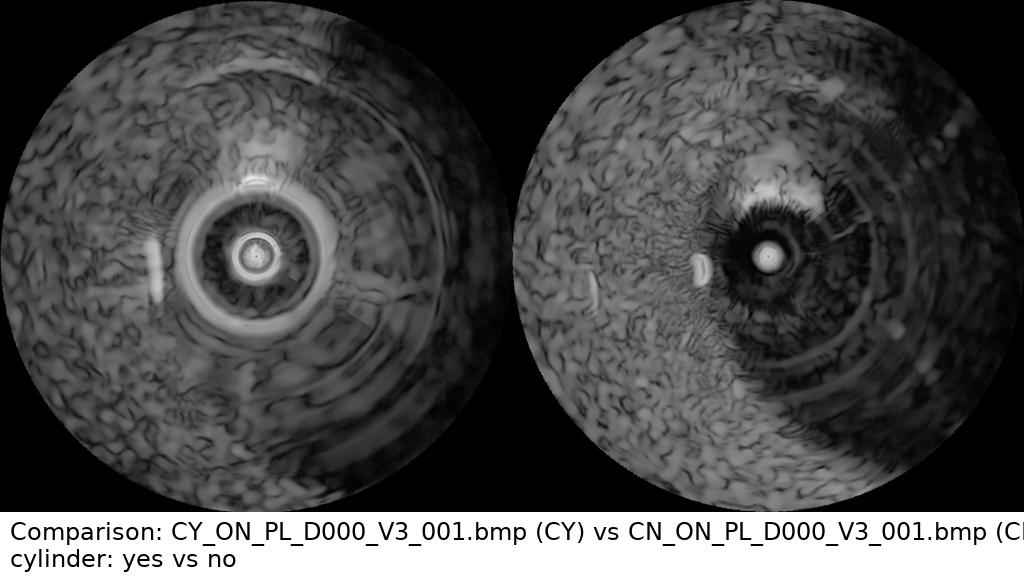 Comparison: CY_ON_PL_D000_V3_001.bmp (CY) vs CN_ON_PL_D000_V3_001.bmp (C
cylinder: yes vs no